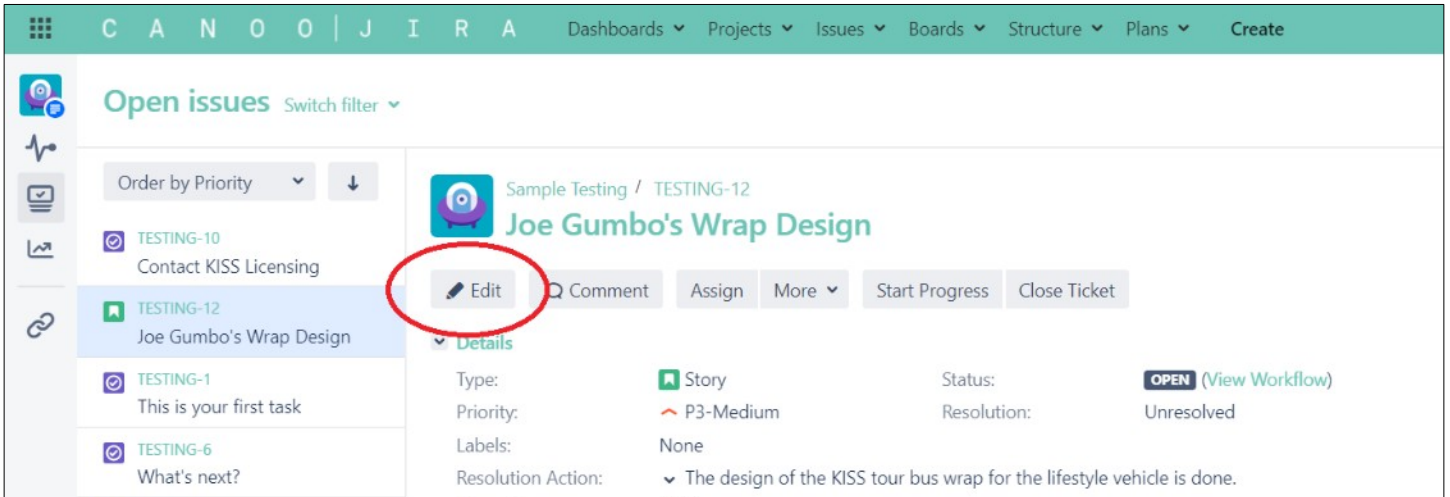 CANOO|JIRA Dashboards Projects Issues Boards Structure Plans Create
Open issues Switch filter
Order by Priority
TESTING-10
Contact KISS Licensing
TESTING-12
Joe Gumbo's Wrap Design
TESTING-1
This is your first task
TESTING-6
What's next?
Sample Testing / TESTING-12
Joe Gumbo's Wrap Design
Edit Comment Assign More Start Progress Close Ticket
Details
Type: Story Status: OPEN (View Workflow)
Priority: P3-Medium Resolution: Unresolved
Labels: None
Resolution Action: The design of the KISS tour bus wrap for the lifestyle vehicle is done.